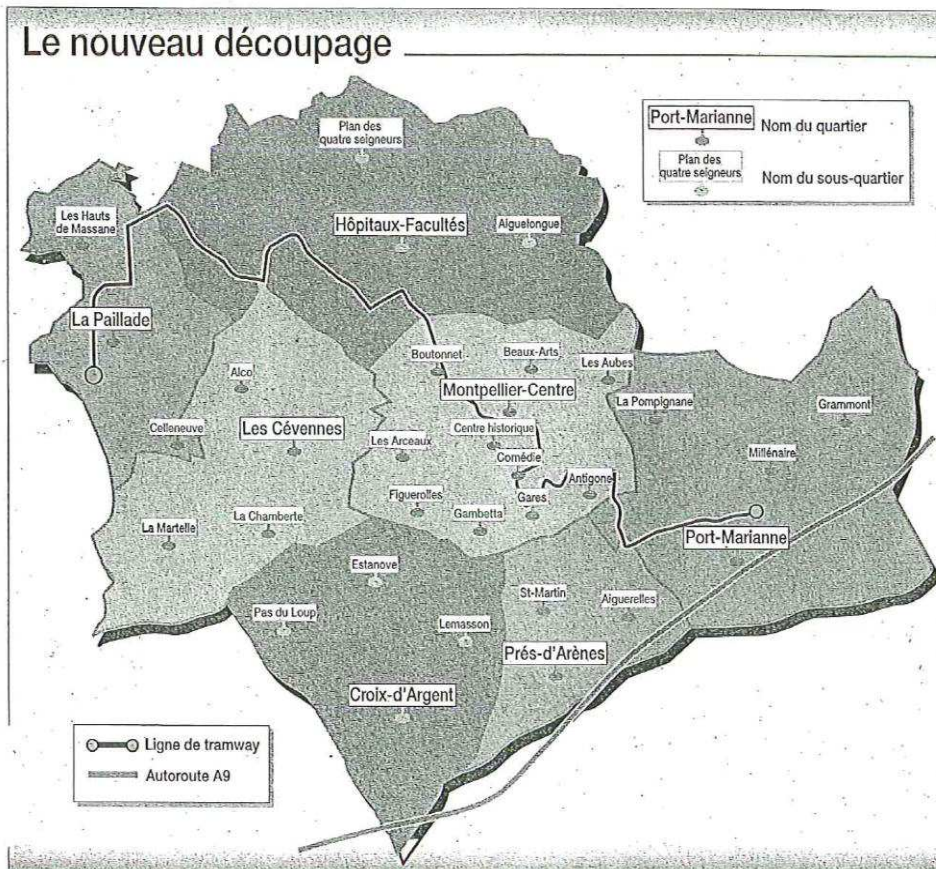 Le nouveau découpage
Port-Marianne
Nom du quartier
Plan des
quatre seigneurs
Nom du sous-quartier
Plan des
quatre seigneurs
Les Hauts
de Massane
Hôpitaux-Facultés
Aiguelongue
La Paillade
Boutonnet
Beaux-Arts
Les Aubes
Alco
Montpellier-Centre
La Pompignane
Grammont
Celleneuve
Les Cévennes
Les Arceaux
Centre historique
Comédie
Millénaire
Antigone
Figuerolles
Gares
Gambetta
La Martelle
La Chamberte
Port-Marianne
Estanove
St-Martin
Aiguerelles
Pas du Loup
Lemasson
Prés-d'Arènes
Croix-d'Argent
Ligne de tramway
Autoroute A9